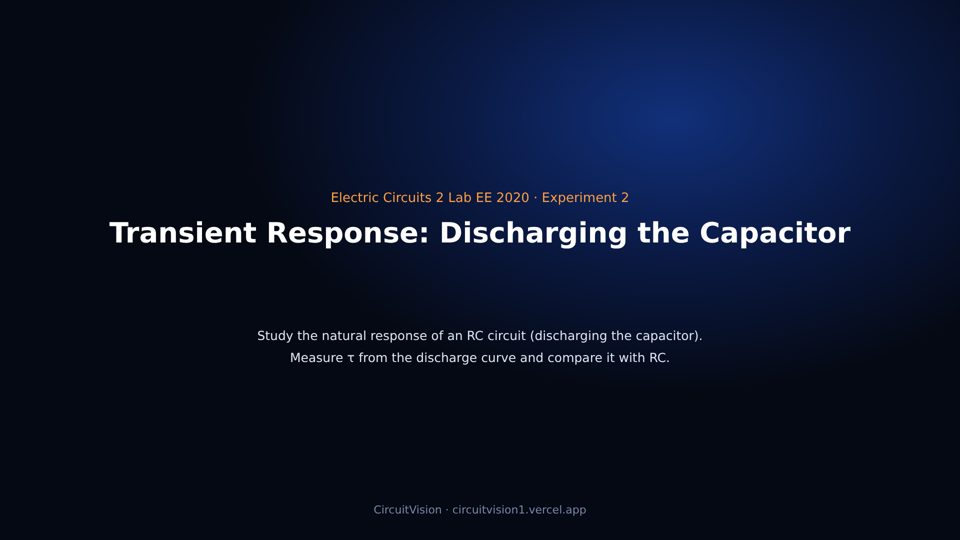 Electric Circuits 2 Lab EE 2020 · Experiment 2
Transient Response: Discharging the Capacitor
Study the natural response of an RC circuit (discharging the capacitor).
Measure τ from the discharge curve and compare it with RC.
CircuitVision · circuitvision1.vercel.app